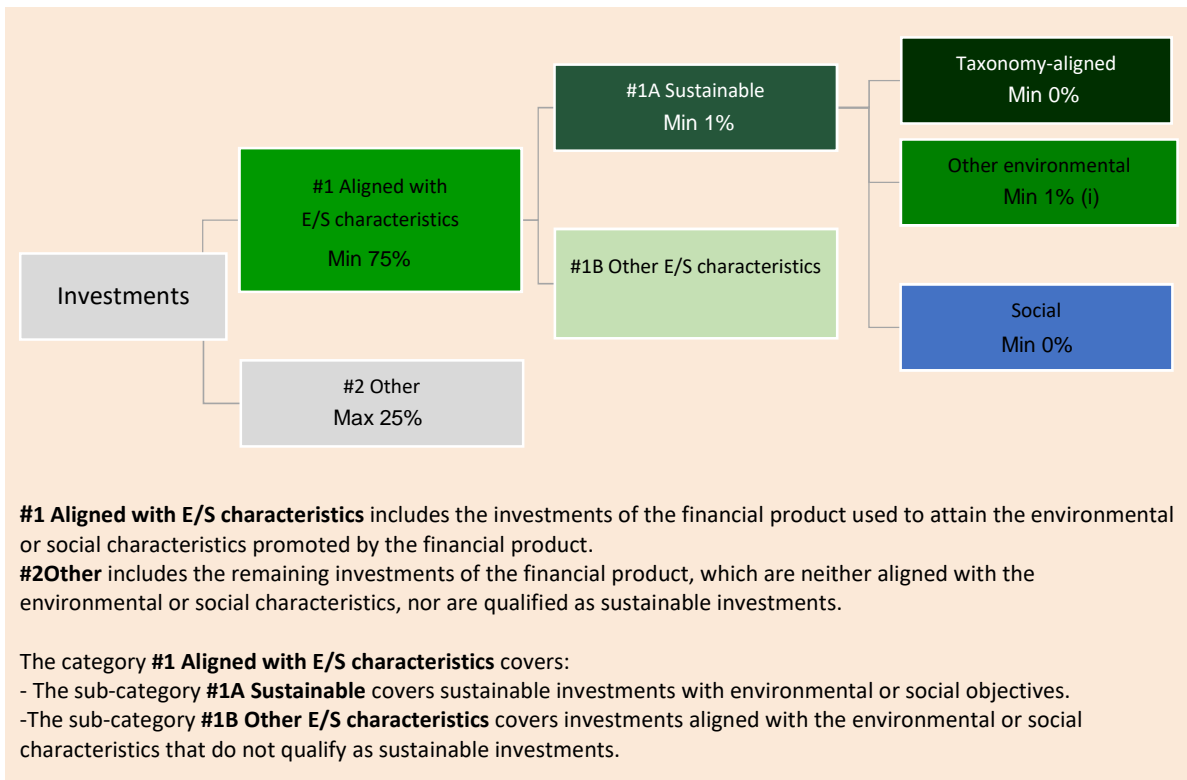 Investments
#1 Aligned with
E/S characteristics
Min 75%
#2 Other
Max 25%
#1A Sustainable
Min 1%
#1B Other E/S characteristics
Taxonomy-aligned
Min 0%
Other environmental
Min 1% (i)
Social
Min 0%
#1 Aligned with E/S characteristics includes the investments of the financial product used to attain the environmental
or social characteristics promoted by the financial product.
#2Other includes the remaining investments of the financial product, which are neither aligned with the
environmental or social characteristics, nor are qualified as sustainable investments.
The category #1 Aligned with E/S characteristics covers:
- The sub-category #1A Sustainable covers sustainable investments with environmental or social objectives.
-The sub-category #1B Other E/S characteristics covers investments aligned with the environmental or social
characteristics that do not qualify as sustainable investments.